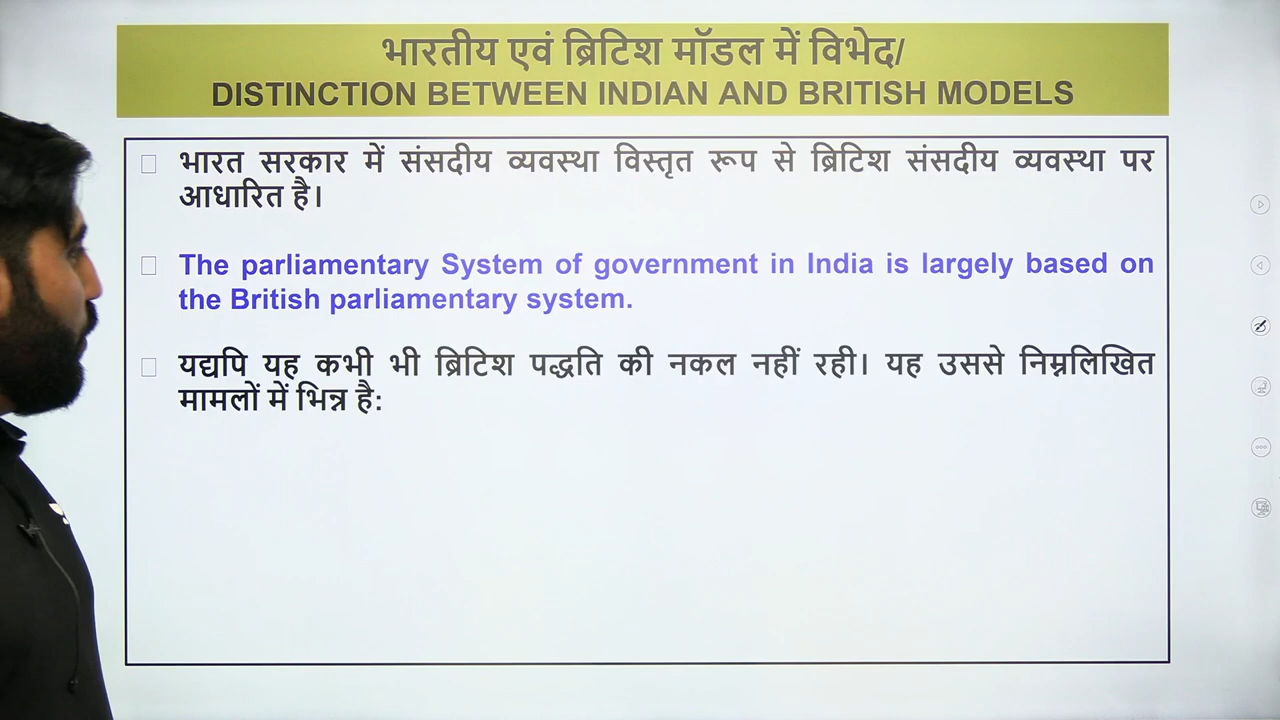 भारतीय एवं ब्रिटिश मॉडल में विभेद/
DISTINCTION BETWEEN INDIAN AND BRITISH MODELS
भारत सरकार में संसदीय व्यवस्था विस्तृत रूप से ब्रिटिश संसदीय व्यवस्था पर
आधारित है।
The parliamentary System of government in India is largely based on
the British parliamentary system.
यद्यपि यह कभी भी ब्रिटिश पद्धति की नकल नहीं रही। यह उससे निम्नलिखित
मामलों में भिन्न है: